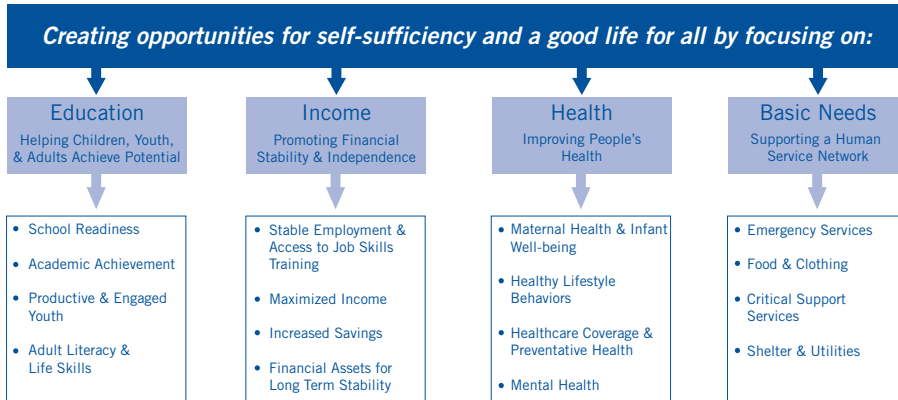 Creating opportunities for self-sufficiency and a good life for all by focusing on:
Education
Helping Children, Youth,
& Adults Achieve Potential
• School Readiness
• Academic Achievement
• Productive & Engaged
Youth
• Adult Literacy &
Life Skills
Income
Promoting Financial
Stability & Independence
• Stable Employment &
Access to Job Skills
Training
• Maximized Income
• Increased Savings
• Financial Assets for
Long Term Stability
Health
Improving People's
Health
• Maternal Health & Infant
Well-being
• Healthy Lifestyle
Behaviors
• Healthcare Coverage &
Preventative Health
• Mental Health
Basic Needs
Supporting a Human
Service Network
• Emergency Services
• Food & Clothing
• Critical Support
Services
• Shelter & Utilities